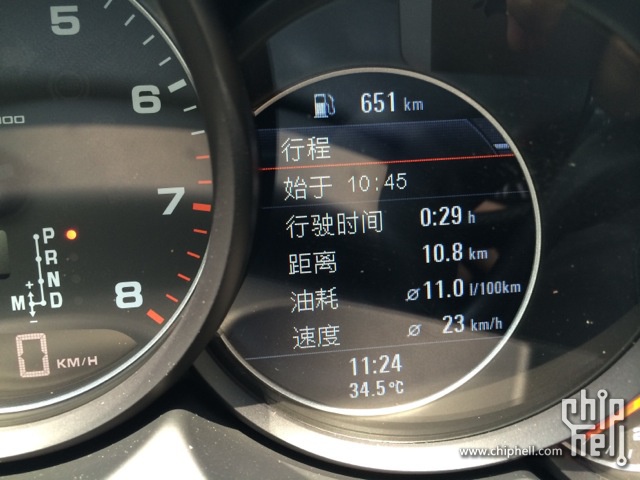 5
6
7
8
000
P
R
N
M D
+
-
0 KM/H
651 km
行程
始于 10:45
行驶时间 0:29 h
距离 10.8 km
油耗 ⌀11.0 l/100km
速度 ⌀ 23 km/h
11:24
34.5°C
chip hell
www.chiphell.com